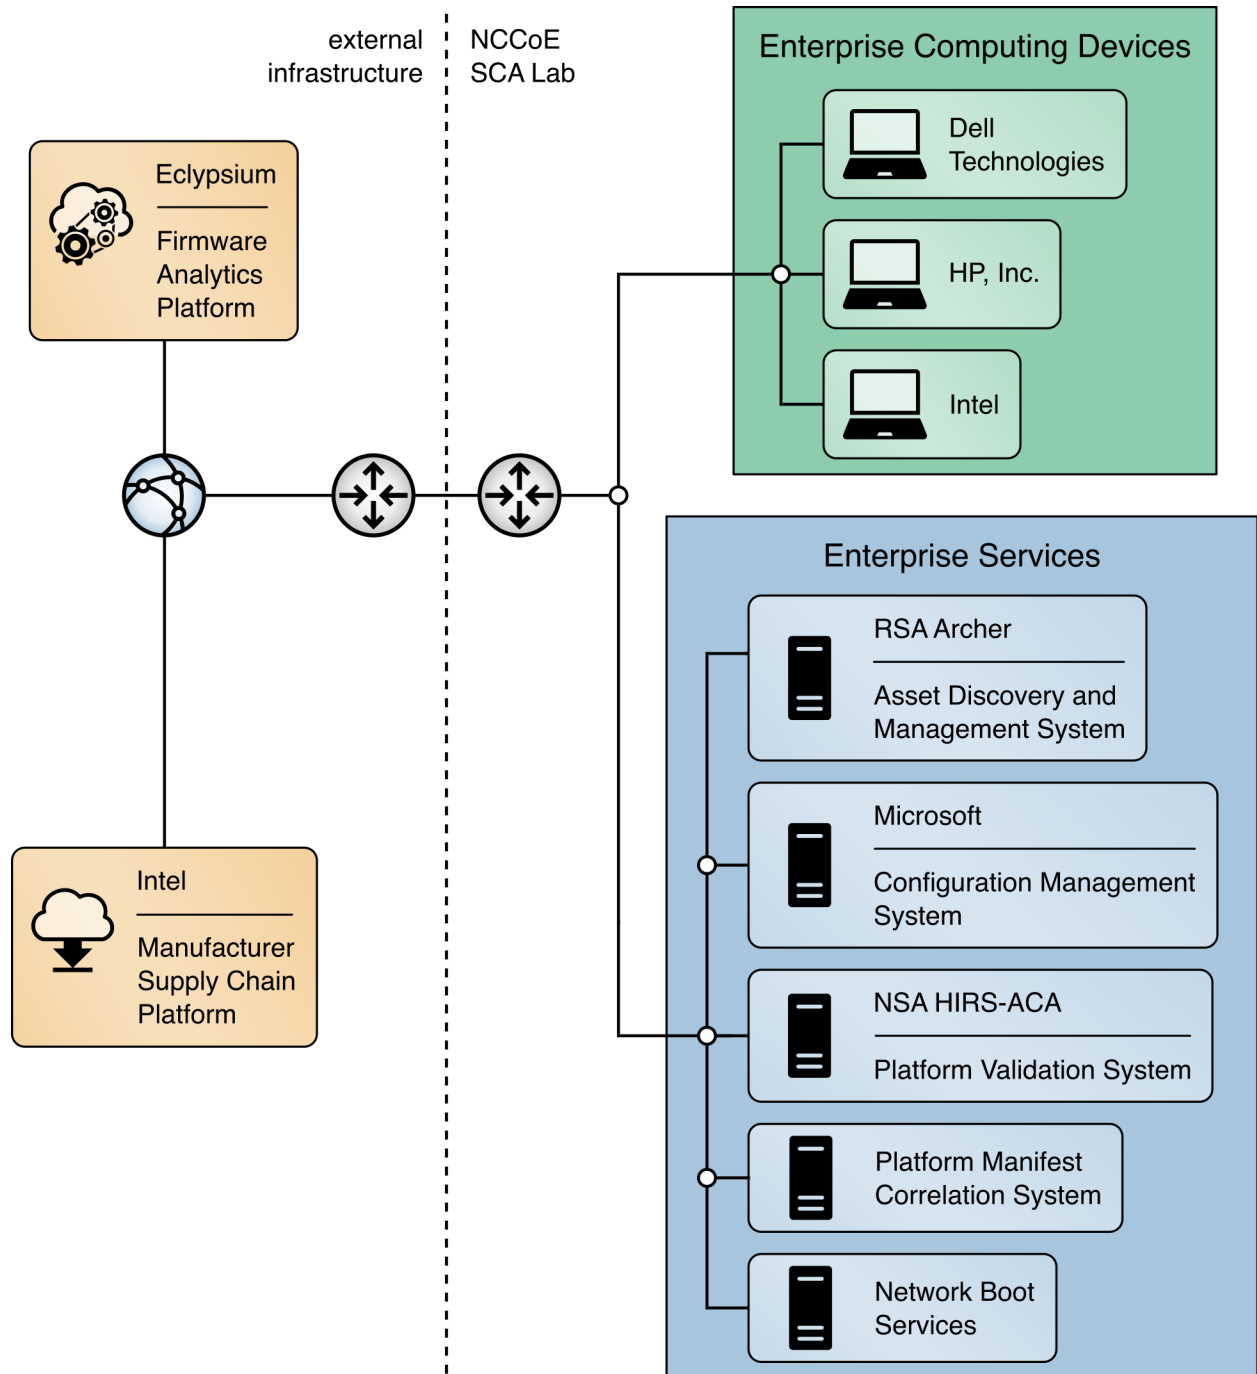 external
infrastructure
NCCoE
SCA Lab
Eclypsium
Firmware
Analytics
Platform
Intel
Manufacturer
Supply Chain
Platform
Enterprise Computing Devices
Dell
Technologies
HP, Inc.
Intel
Enterprise Services
RSA Archer
Asset Discovery and
Management System
Microsoft
Configuration Management
System
NSA HIRS-ACA
Platform Validation System
Platform Manifest
Correlation System
Network Boot
Services